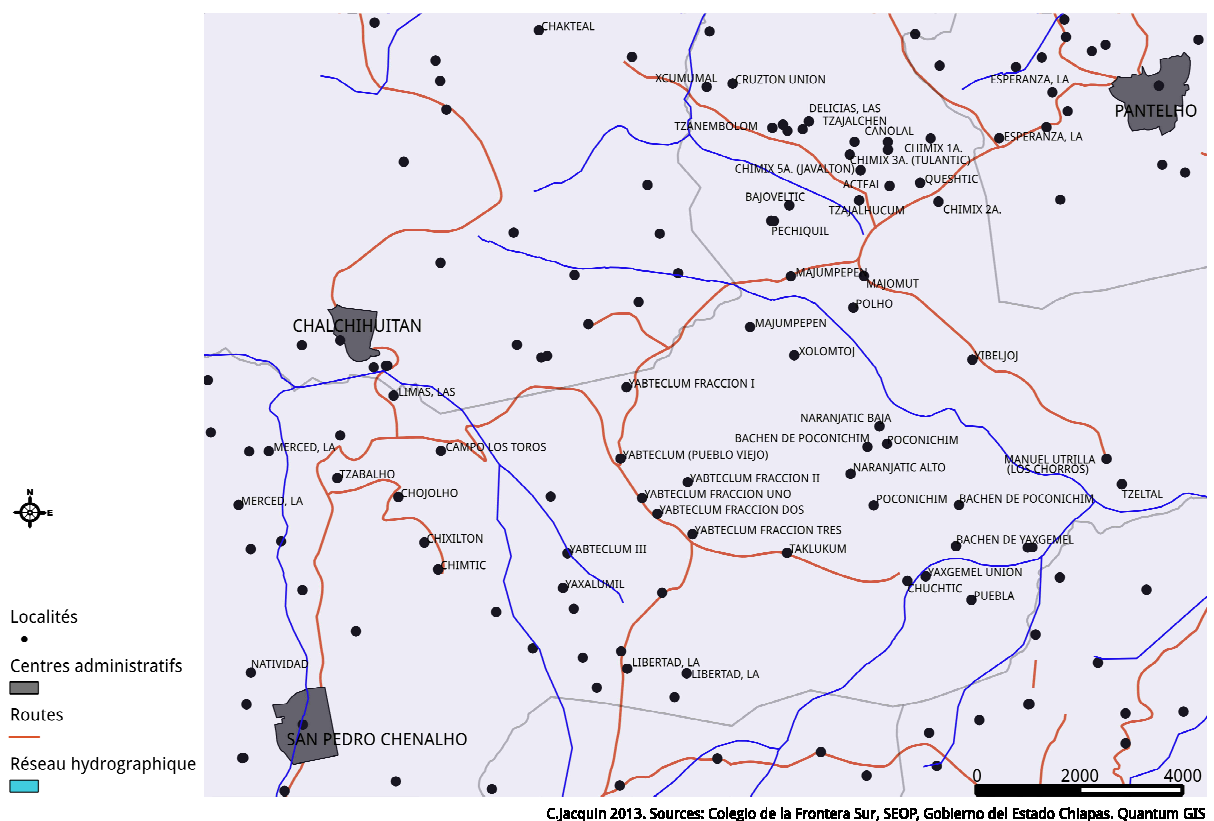 CHAKTEAL
XCUMUMAL
CRUZTON UNION
ESPERANZA, LA
PANTELHO
DELICIAS, LAS
TZAJALCHEN
TZANEMBOLOM
CANOLAL
ESPERANZA, LA
CHIMIX 1A.
CHIMIX 3A. (TULANTIC)
CHIMIX 5A. (JAVALTON)
ACTEAL
QUESHTIC
BAJOVELTIC
TZAJALHUCUM
CHIMIX 2A.
PECHIQUIL
MAJUMPEPEN
MAJOMUT
POLHO
CHALCHIHUITAN
MAJUMPEPEN
XOLOMTOJ
YIBELJOJ
YABTECLUM FRACCION I
LIMAS, LAS
NARANJATIC BAJA
BACHEN DE POCONICHIM
POCONICHIM
MERCED, LA
CAMPO LOS TOROS
YABTECLUM (PUEBLO VIEJO)
MANUEL UTRILLA
(LOS CHORROS)
NARANJATIC ALTO
TZABALHO
YABTECLUM FRACCION II
CHOJOLHO
YABTECLUM FRACCION UNO
TZELTAL
MERCED, LA
POCONICHIM
BACHEN DE POCONICHIM
YABTECLUM FRACCION DOS
N
E
YABTECLUM FRACCION TRES
CHIXILTON
BACHEN DE YAXGEMEL
YABTECLUM III
TAKLUKUM
CHIMTIC
YAXGEMEL UNION
YAXALUMIL
CHUCHTIC
PUEBLA
Localités
Centres administratifs
NATIVIDAD
LIBERTAD, LA
LIBERTAD, LA
Routes
SAN PEDRO CHENALHO
Réseau hydrographique
0 2000 4000
C.Jacquin 2013. Sources: Colegio de la Frontera Sur, SEOP, Gobierno del Estado Chiapas. Quantum GIS